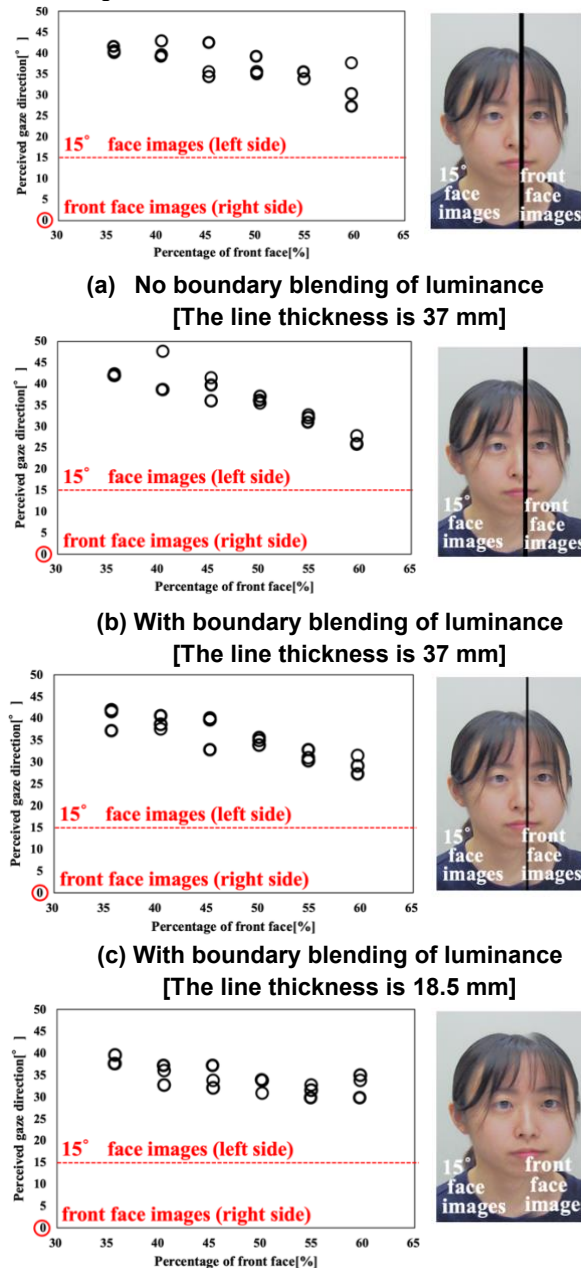 50
45
40
35
30
25
20
15
10
5
0
Perceived gaze direction[°]
15° face images (left side)
front face images (right side)
30 35 40 45 50 55 60 65
Percentage of front face[%]
15° face images
front face images
(a) No boundary blending of luminance
[The line thickness is 37 mm]
50
45
40
35
30
25
20
15
10
5
0
Perceived gaze direction[°]
15° face images (left side)
front face images (right side)
30 35 40 45 50 55 60 65
Percentage of front face[%]
15° face images
front face images
(b) With boundary blending of luminance
[The line thickness is 37 mm]
50
45
40
35
30
25
20
15
10
5
0
Perceived gaze direction[°]
15° face images (left side)
front face images (right side)
30 35 40 45 50 55 60 65
Percentage of front face[%]
15° face images
front face images
(c) With boundary blending of luminance
[The line thickness is 18.5 mm]
50
45
40
35
30
25
20
15
10
5
0
Perceived gaze direction[°]
15° face images (left side)
front face images (right side)
30 35 40 45 50 55 60 65
Percentage of front face[%]
15° face images
front face images